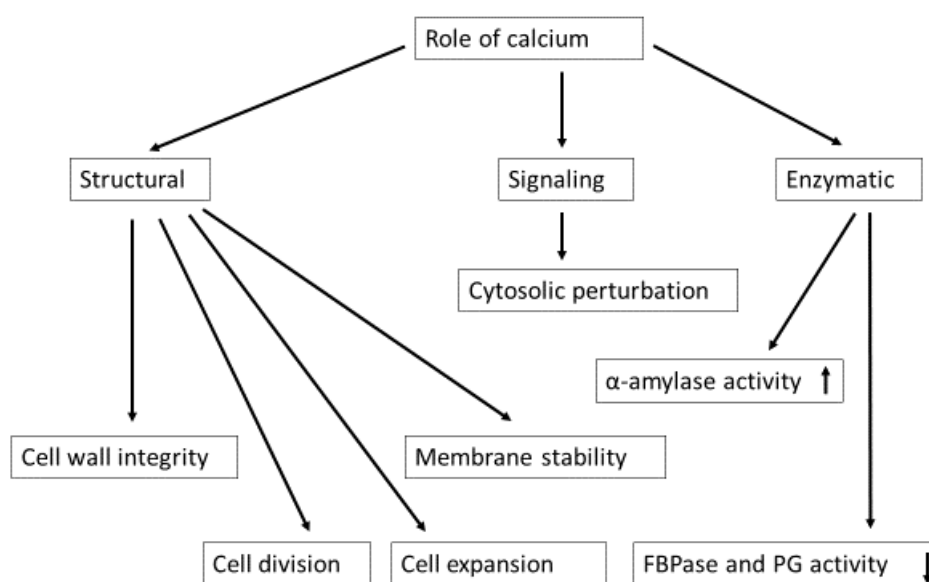 Role of calcium
Structural
Signaling
Enzymatic
Cytosolic perturbation
α-amylase activity
Cell wall integrity
Membrane stability
Cell division
Cell expansion
FBPase and PG activity